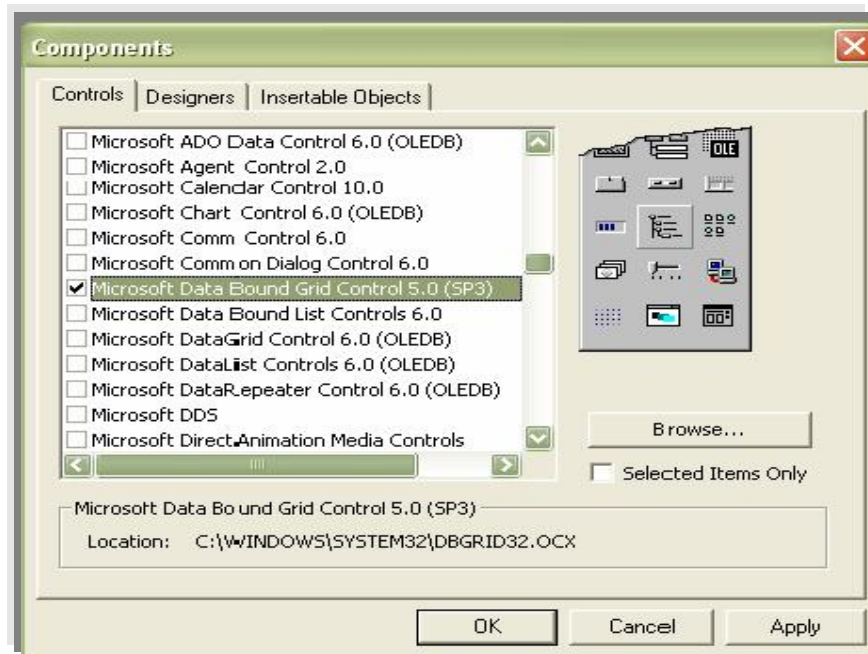 Components
Controls Designers Insertable Objects
Microsoft ADO Data Control 6.0 (OLEDB)
Microsoft Agent Control 2.0
Microsoft Calendar Control 10.0
Microsoft Chart Control 6.0 (OLEDB)
Microsoft Comm Control 6.0
Microsoft Common Dialog Control 6.0
Microsoft Data Bound Grid Control 5.0 (SP3)
Microsoft Data Bound List Controls 6.0
Microsoft DataGrid Control 6.0 (OLEDB)
Microsoft DataList Controls 6.0 (OLEDB)
Microsoft DataRepeater Control 6.0 (OLEDB)
Microsoft DDS
Microsoft DirectAnimation Media Controls
OLE
Browse...
Selected Items Only
Microsoft Data Bound Grid Control 5.0 (SP3)
Location: C:\WINDOWS\SYSTEM32\DBGRID32.OCX
OK Cancel Apply